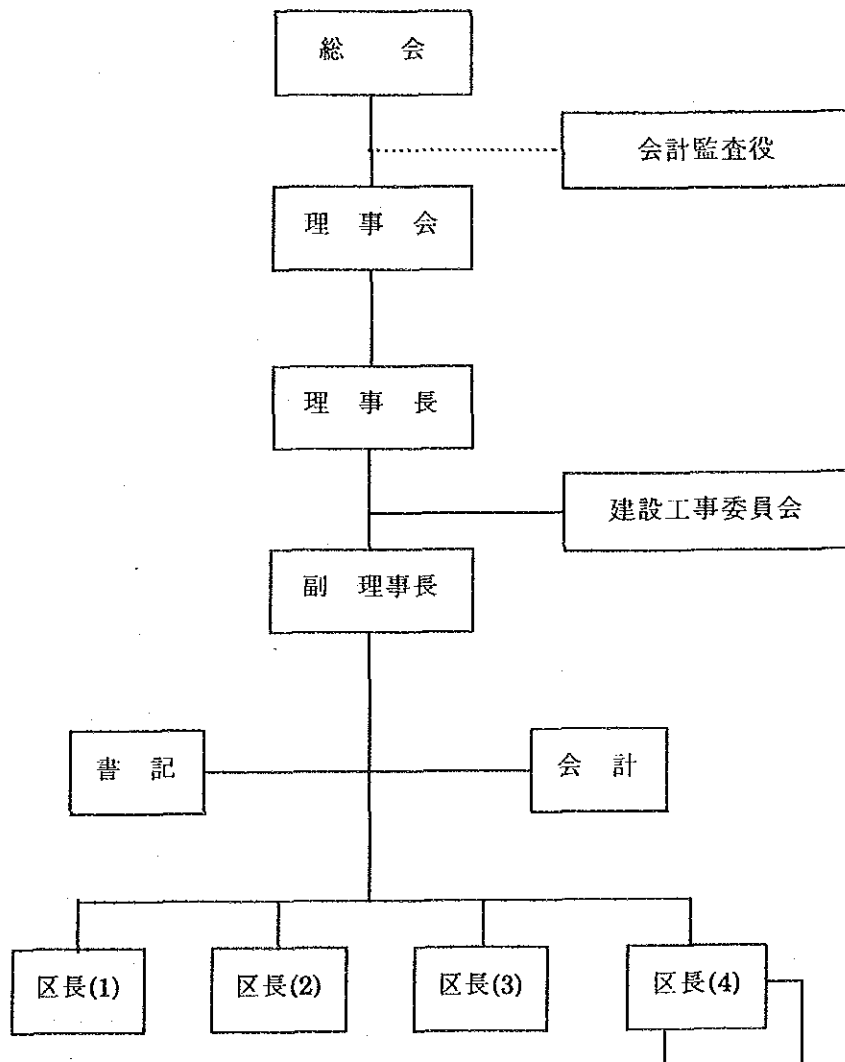 総　会
会計監査役
理　事　会
理　事　長
建設工事委員会
副　理事長
書　記
会　計
区長(1)
区長(2)
区長(3)
区長(4)